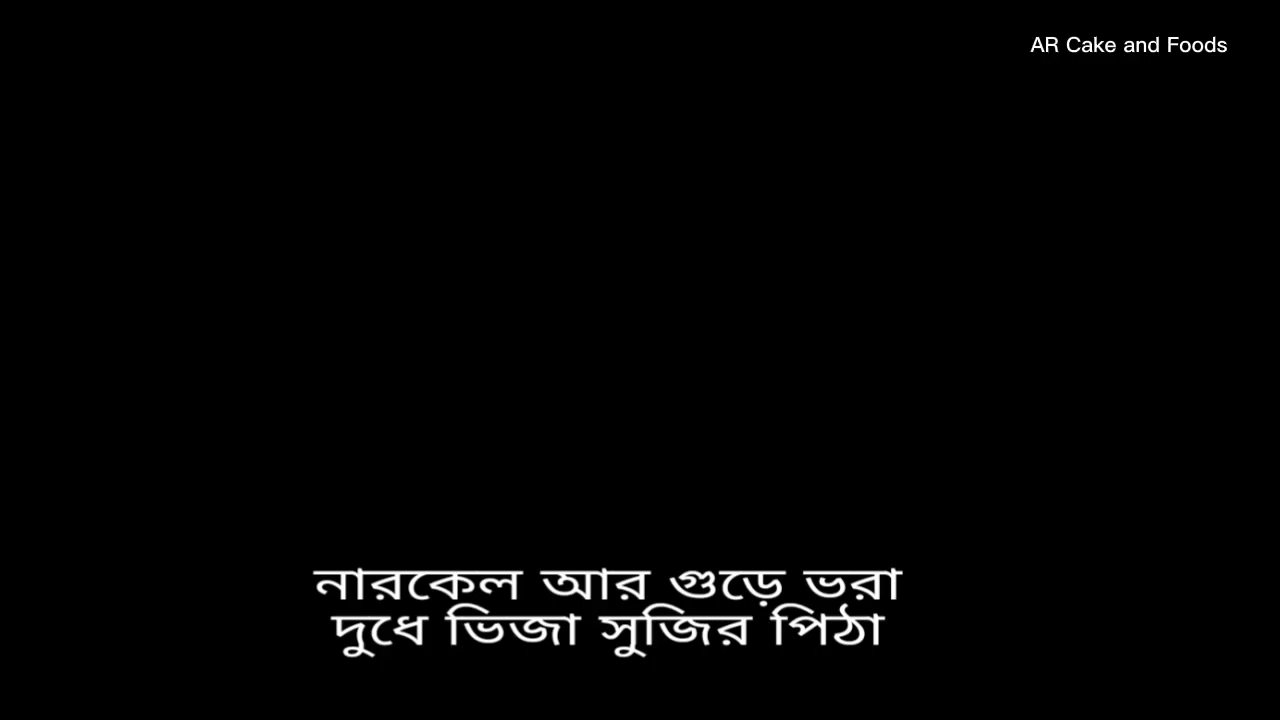 AR Cake and Foods
নারকেল আর গুড়ে ভরা
দুধে ভিজা সুজির পিঠা